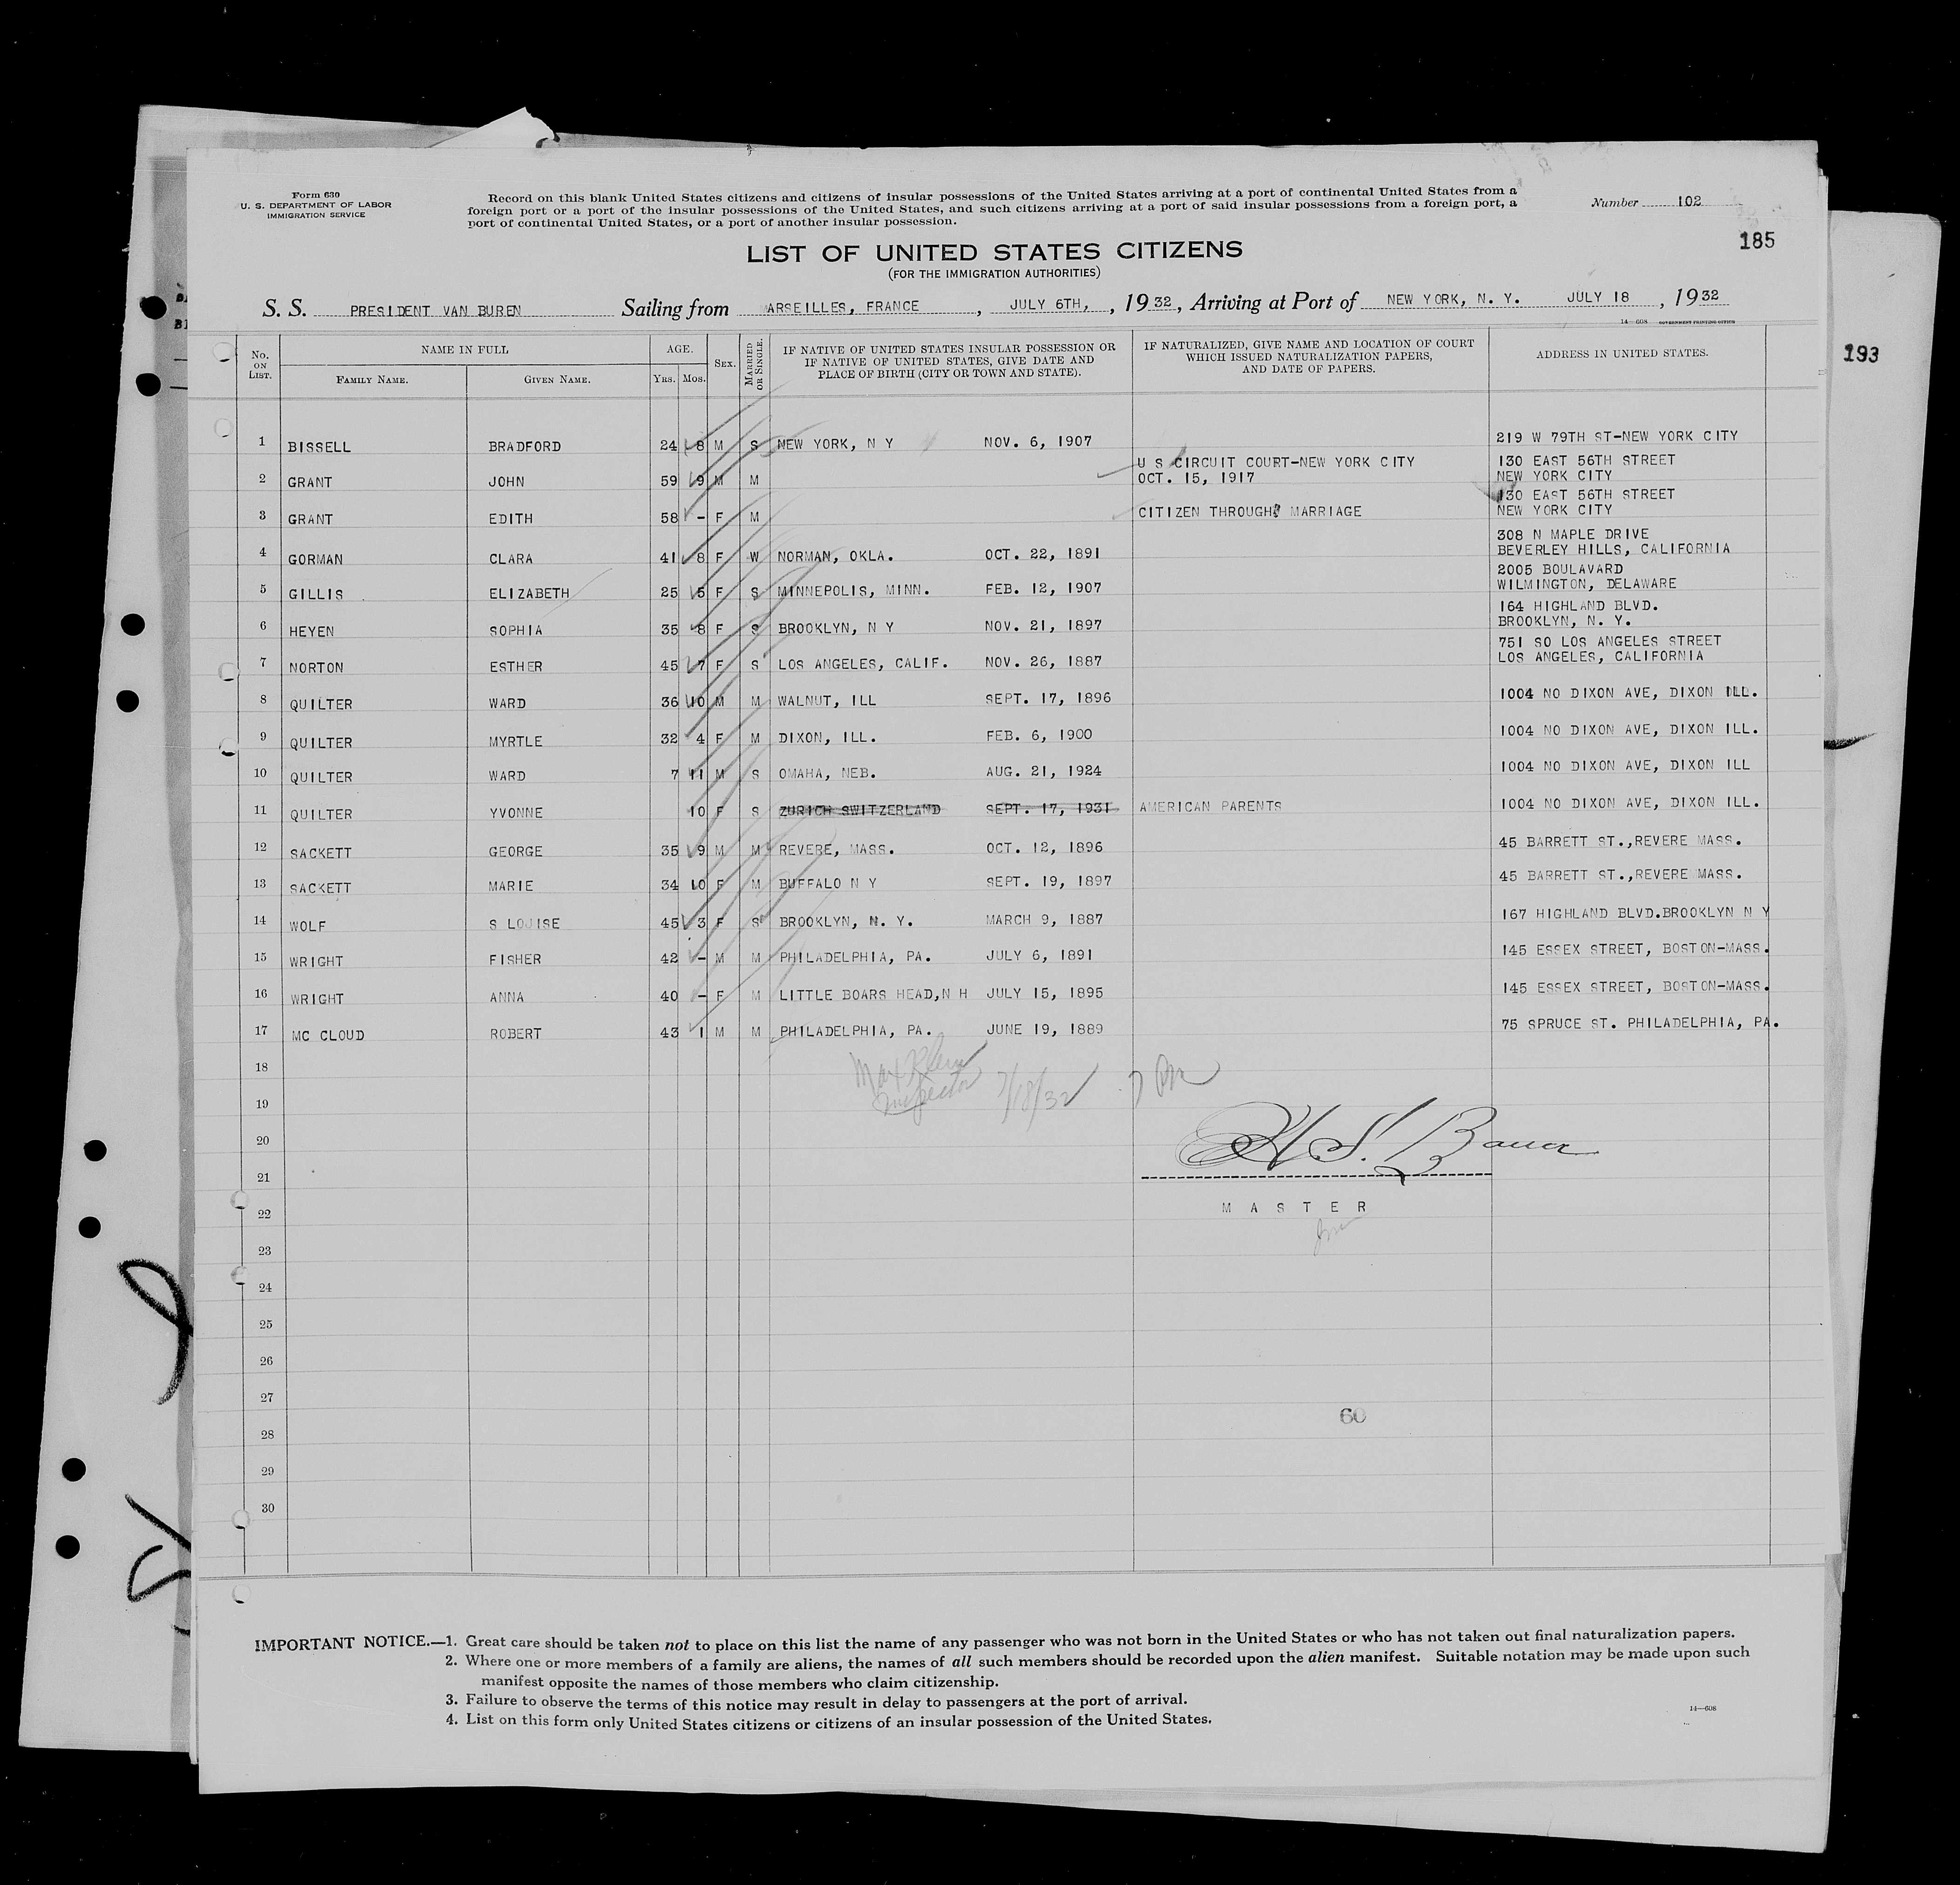 Form 630
U. S. DEPARTMENT OF LABOR
IMMIGRATION SERVICE
Record on this blank United States citizens and citizens of insular possessions of the United States arriving at a port of continental United States from a
foreign port or a port of the insular possessions of the United States, and such citizens arriving at a port of said insular possessions from a foreign port, a
port of continental United States, or a port of another insular possession.
Number 102
185
LIST OF UNITED STATES CITIZENS
(FOR THE IMMIGRATION AUTHORITIES)
S. S. PRESIDENT VAN BUREN Sailing from ARSEILLES, FRANCE , JULY 6TH, , 1932, Arriving at Port of NEW YORK, N. Y. JULY 18 , 1932
14—608 GOVERNMENT PRINTING OFFICE
193
No. ON LIST. NAME IN FULL AGE. SEX. MARRIED OR SINGLE. IF NATIVE OF UNITED STATES INSULAR POSSESSION OR IF NATIVE OF UNITED STATES, GIVE DATE AND PLACE OF BIRTH (CITY OR TOWN AND STATE). IF NATURALIZED, GIVE NAME AND LOCATION OF COURT WHICH ISSUED NATURALIZATION PAPERS, AND DATE OF PAPERS. ADDRESS IN UNITED STATES.
FAMILY NAME. GIVEN NAME. YRS. MOS.
1 BISSELL BRADFORD 24 8 M S NEW YORK, N Y NOV. 6, 1907 219 W 79TH ST-NEW YORK CITY
2 GRANT JOHN 59 9 M M U S CIRCUIT COURT-NEW YORK CITY OCT. 15, 1917 130 EAST 56TH STREET NEW YORK CITY
3 GRANT EDITH 58 - F M CITIZEN THROUGH MARRIAGE 130 EAST 56TH STREET NEW YORK CITY
4 GORMAN CLARA 41 8 F W NORMAN, OKLA. OCT. 22, 1891 308 N MAPLE DRIVE BEVERLEY HILLS, CALIFORNIA
5 GILLIS ELIZABETH 25 5 F S MINNEPOLIS, MINN. FEB. 12, 1907 2005 BOULAVARD WILMINGTON, DELAWARE
6 HEYEN SOPHIA 35 8 F S BROOKLYN, N Y NOV. 21, 1897 164 HIGHLAND BLVD. BROOKLYN, N. Y.
7 NORTON ESTHER 45 7 F S LOS ANGELES, CALIF. NOV. 26, 1887 751 SO LOS ANGELES STREET LOS ANGELES, CALIFORNIA
8 QUILTER WARD 36 10 M M WALNUT, ILL SEPT. 17, 1896 1004 NO DIXON AVE, DIXON ILL.
9 QUILTER MYRTLE 32 4 F M DIXON, ILL. FEB. 6, 1900 1004 NO DIXON AVE, DIXON ILL.
10 QUILTER WARD 7 11 M S OMAHA, NEB. AUG. 21, 1924 1004 NO DIXON AVE, DIXON ILL
11 QUILTER YVONNE 10 F S ZURICH SWITZERLAND SEPT. 17, 1931 AMERICAN PARENTS 1004 NO DIXON AVE, DIXON ILL.
12 SACKETT GEORGE 35 9 M M REVERE, MASS. OCT. 12, 1896 45 BARRETT ST.,REVERE MASS.
13 SACKETT MARIE 34 10 F M BUFFALO N Y SEPT. 19, 1897 45 BARRETT ST.,REVERE MASS.
14 WOLF S LOUISE 45 3 F S BROOKLYN, N. Y. MARCH 9, 1887 167 HIGHLAND BLVD.BROOKLYN N Y
15 WRIGHT FISHER 42 - M M PHILADELPHIA, PA. JULY 6, 1891 145 ESSEX STREET, BOSTON-MASS.
16 WRIGHT ANNA 40 - F M LITTLE BOARS HEAD,N H JULY 15, 1895 145 ESSEX STREET, BOSTON-MASS.
17 MC CLOUD ROBERT 43 1 M M PHILADELPHIA, PA. JUNE 19, 1889 75 SPRUCE ST. PHILADELPHIA, PA.
18
Max Klein
Inspector 7/18/32
19
20
H S. Bauer
21
22 M A S T E R
23
24
25
26
27
60
28
29
30
IMPORTANT NOTICE.—1. Great care should be taken not to place on this list the name of any passenger who was not born in the United States or who has not taken out final naturalization papers.
2. Where one or more members of a family are aliens, the names of all such members should be recorded upon the alien manifest. Suitable notation may be made upon such
manifest opposite the names of those members who claim citizenship.
3. Failure to observe the terms of this notice may result in delay to passengers at the port of arrival.
4. List on this form only United States citizens or citizens of an insular possession of the United States.
14—608